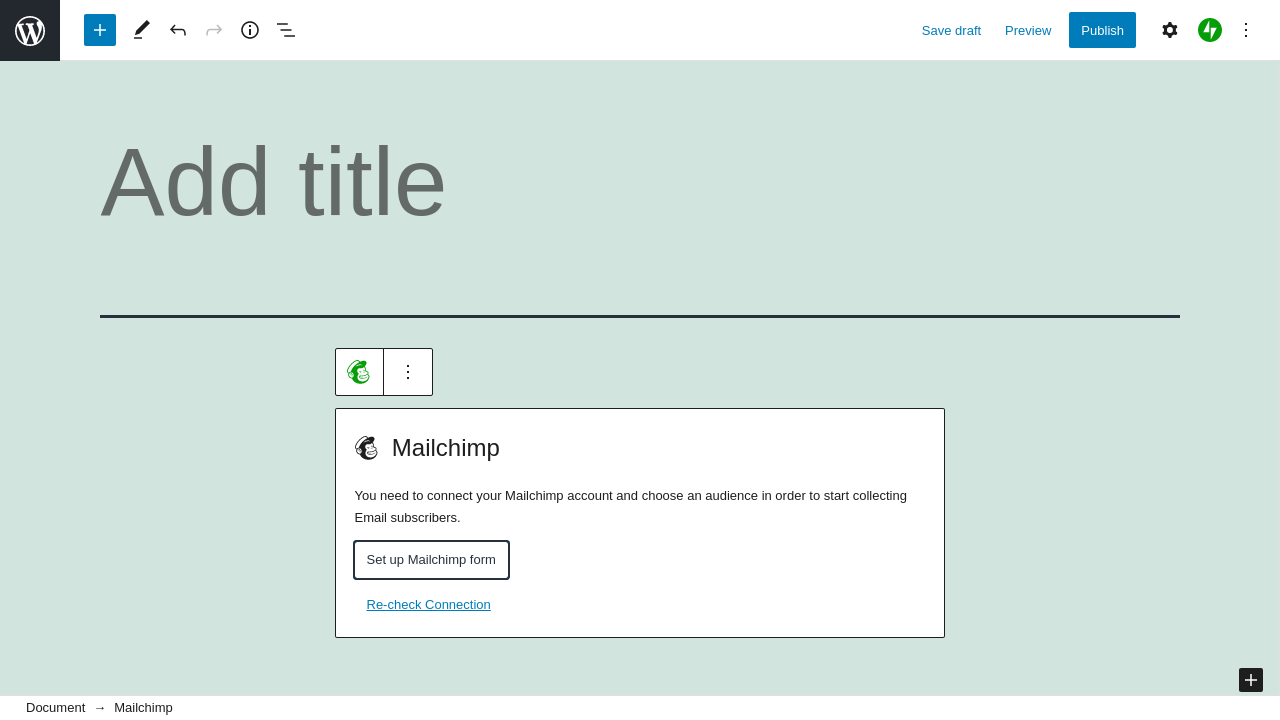 Save draft
Preview
Publish
Add title
Mailchimp
You need to connect your Mailchimp account and choose an audience in order to start collecting
Email subscribers.
Set up Mailchimp form
Re-check Connection
Document → Mailchimp